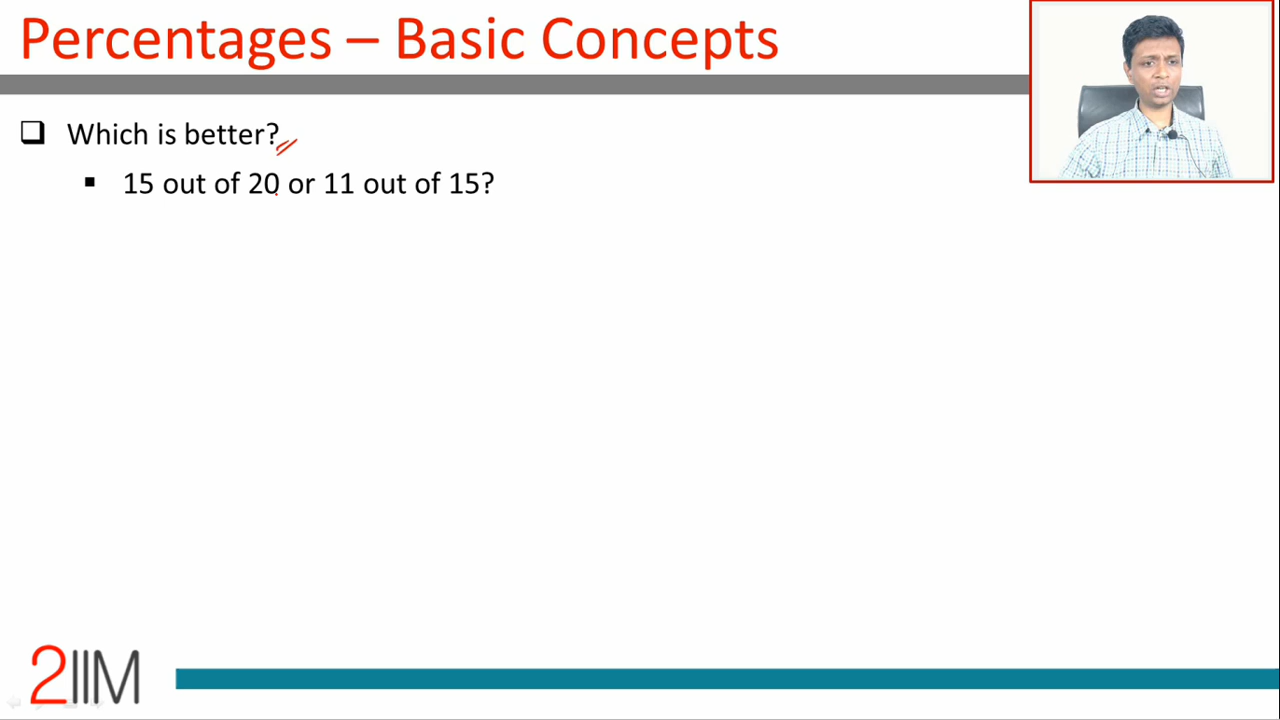 Percentages – Basic Concepts
Which is better?
15 out of 20 or 11 out of 15?
2IIM